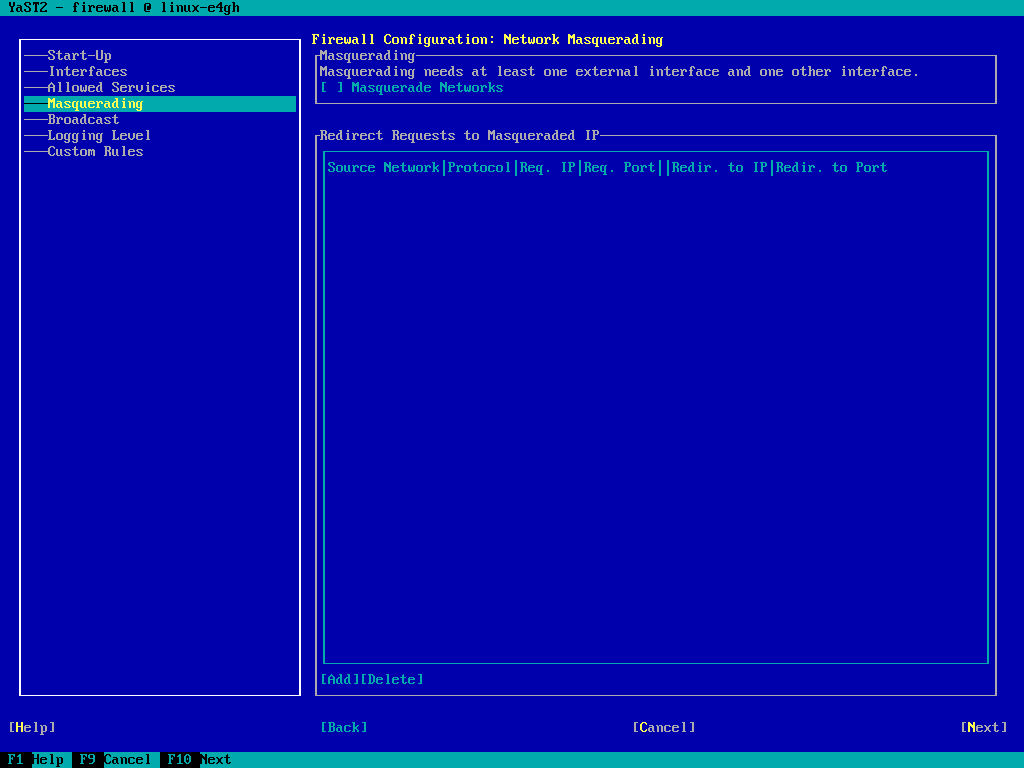 YaST2 - firewall @ linux-e4gh
Start-Up
Interfaces
Allowed Services
Masquerading
Broadcast
Logging Level
Custom Rules
Firewall Configuration: Network Masquerading
Masquerading
Masquerading needs at least one external interface and one other interface.
[ ] Masquerade Networks
Redirect Requests to Masqueraded IP
Source Network|Protocol|Req. IP|Req. Port||Redir. to IP|Redir. to Port
[Add][Delete]
[Help] [Back] [Cancel] [Next]
F1 Help F9 Cancel F10 Next